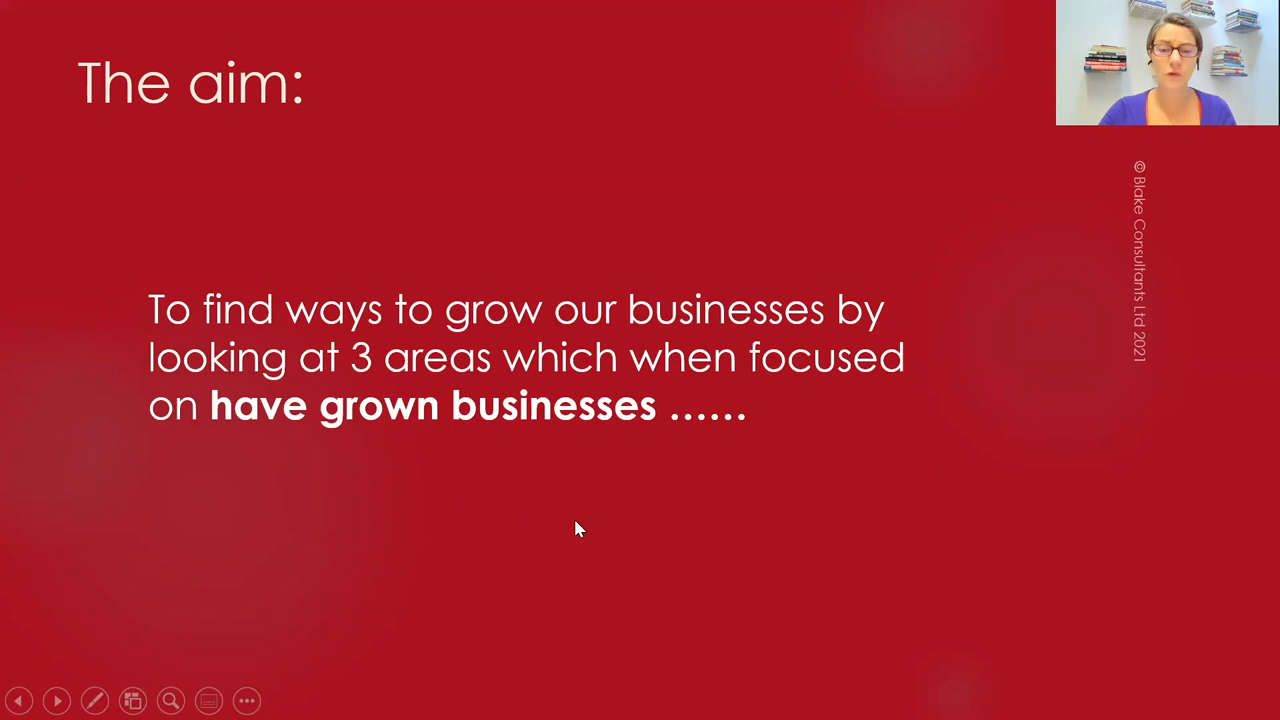 The aim:
To find ways to grow our businesses by
looking at 3 areas which when focused
on have grown businesses ......
© Blake Consultants Ltd 2021